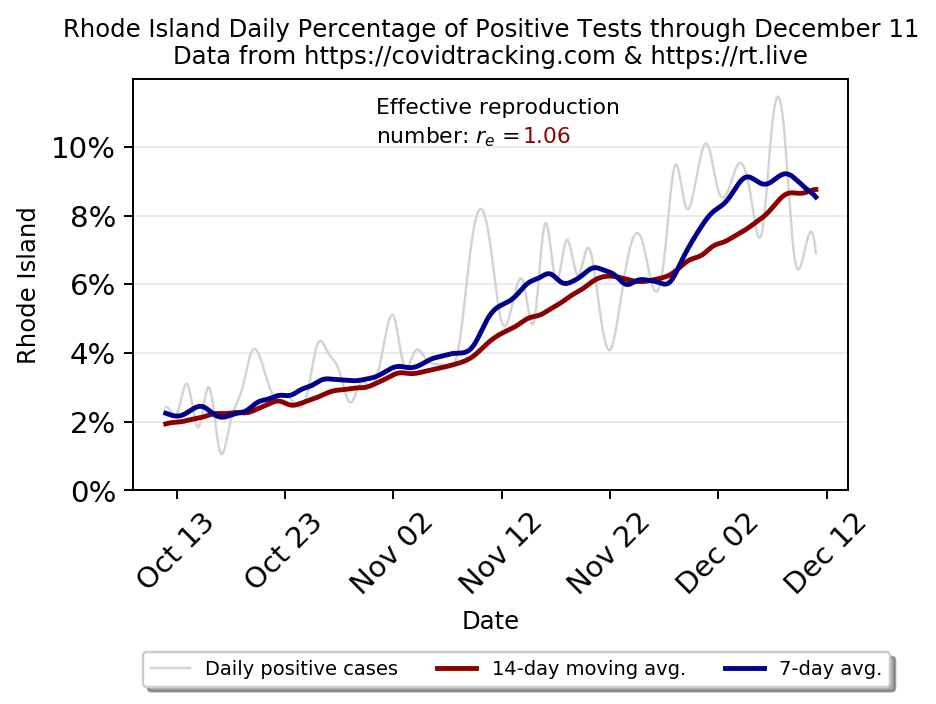 Rhode Island Daily Percentage of Positive Tests through December 11
Data from https://covidtracking.com & https://rt.live
Effective reproduction
number: rₑ =1.06
10%
8%
6%
4%
2%
0%
Rhode Island
Oct 13
Oct 23
Nov 02
Nov 12
Nov 22
Dec 02
Dec 12
Date
Daily positive cases
14-day moving avg.
7-day avg.